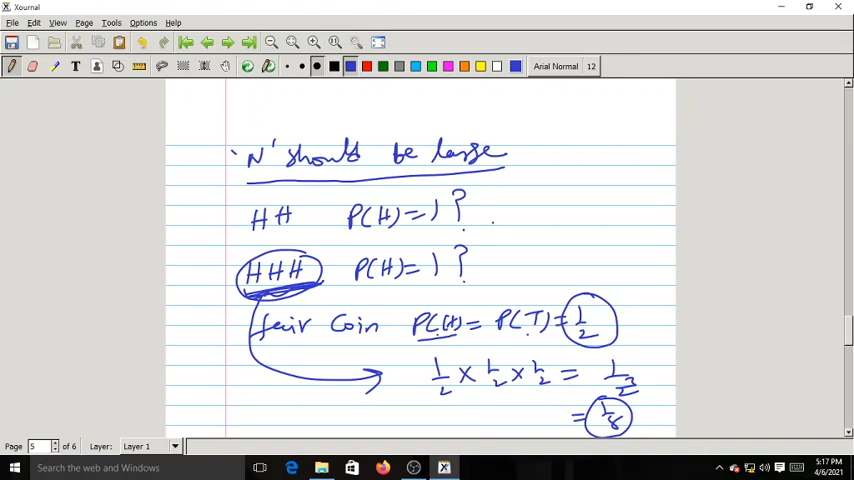 Xournal
File Edit View Page Tools Options Help
Arial Normal 12
'N' should be large
HH P(H)=1?
HHH P(H)=1?
fair Coin P(H)=P(T)=1/2
1/2 × 1/2 × 1/2 = 1/2^3
= 1/8
Page 5 of 6 Layer: Layer 1
Search the web and Windows
5:17 PM
4/6/2021